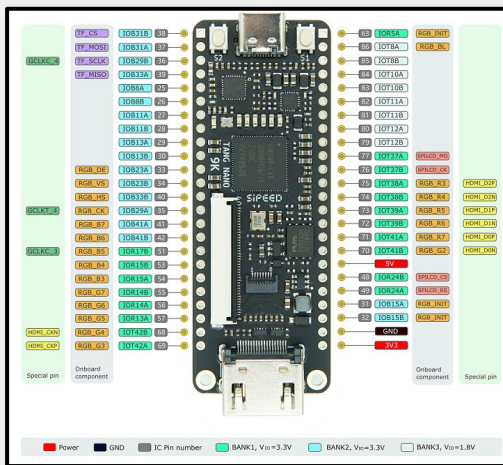 TF_CS IOB31B 38 63 IOR5A RGB_INIT
TF_MOSI IOB31A 37 86 IOT8A RGB_BL
GCLKC_4 TF_SCLK IOB29B 36 85 IOT8B
TF_MISO IOB33A 39 84 IOT10A
IOB8A 25 83 IOT10B
IOB8B 26 82 IOT11A
IOB11A 27 81 IOT11B
IOB11B 28 80 IOT12A
IOB13A 29 79 IOT12B
IOB13B 30 77 IOT37A SPILCD_MO
RGB_DE IOB23A 33 76 IOT37B SPILCD_CK
RGB_VS IOB23B 34 75 IOT38A RGB_R3 HDMI_D2P
RGB_HS IOB33B 40 74 IOT38B RGB_R4 HDMI_D2N
GCLKT_4 RGB_CK IOB29A 35 73 IOT39A RGB_R5 HDMI_D1P
RGB_B7 IOB41A 41 72 IOT39B RGB_R6 HDMI_D1N
RGB_B6 IOB41B 42 71 IOT41A RGB_R7 HDMI_D0P
GCLKC_3 RGB_B5 IOR17B 51 70 IOT41B RGB_G2 HDMI_D0N
RGB_B4 IOR15B 53 5V
RGB_B3 IOR15A 54 48 IOR24B SPILCD_CS
RGB_G7 IOR14B 55 49 IOR24A SPILCD_RS
RGB_G6 IOR14A 56 31 IOB15A RGB_INIT
RGB_G5 IOR13A 57 32 IOB15B RGB_INIT
HDMI_CKN RGB_G4 IOT42B 68 GND
HDMI_CKP RGB_G3 IOT42A 69 3V3
S2 S1
TANG NANO 9K
SiPEED
Special pin Onboard component Onboard component Special pin
Power GND IC Pin number BANK1, VIO=3.3V BANK2, VIO=3.3V BANK3, VIO=1.8V